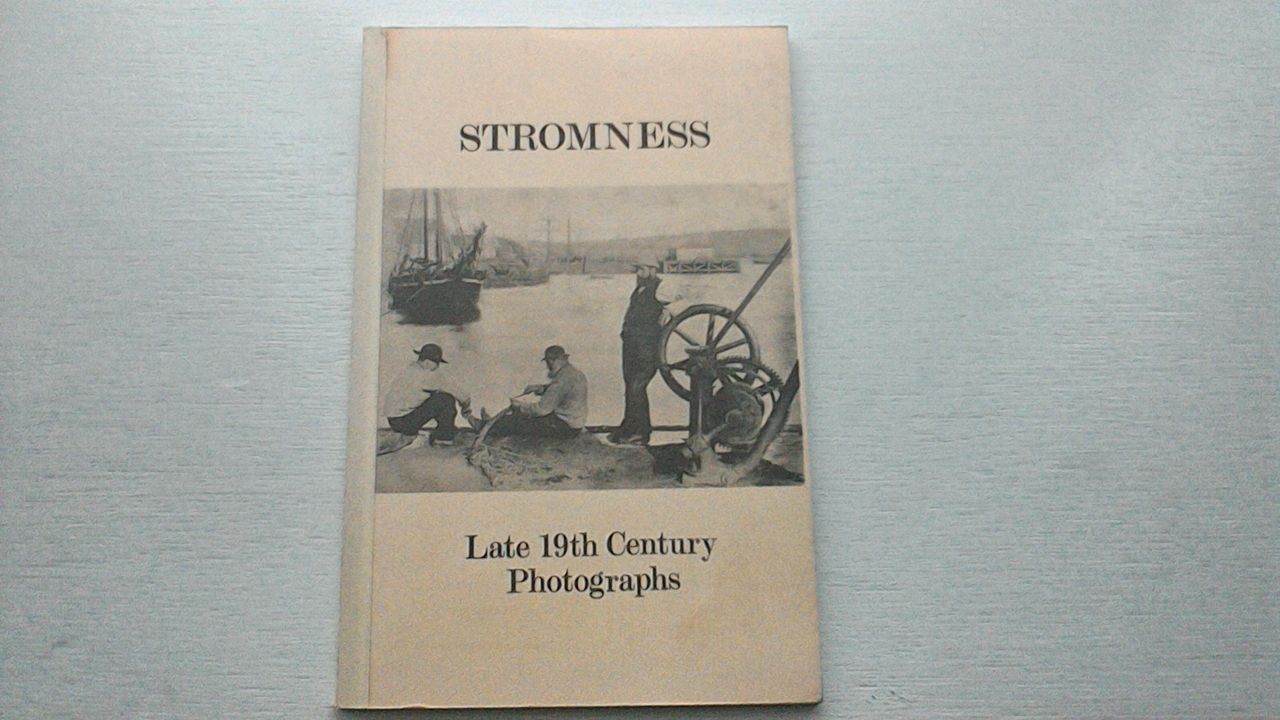 STROMNESS
Late 19th Century
Photographs